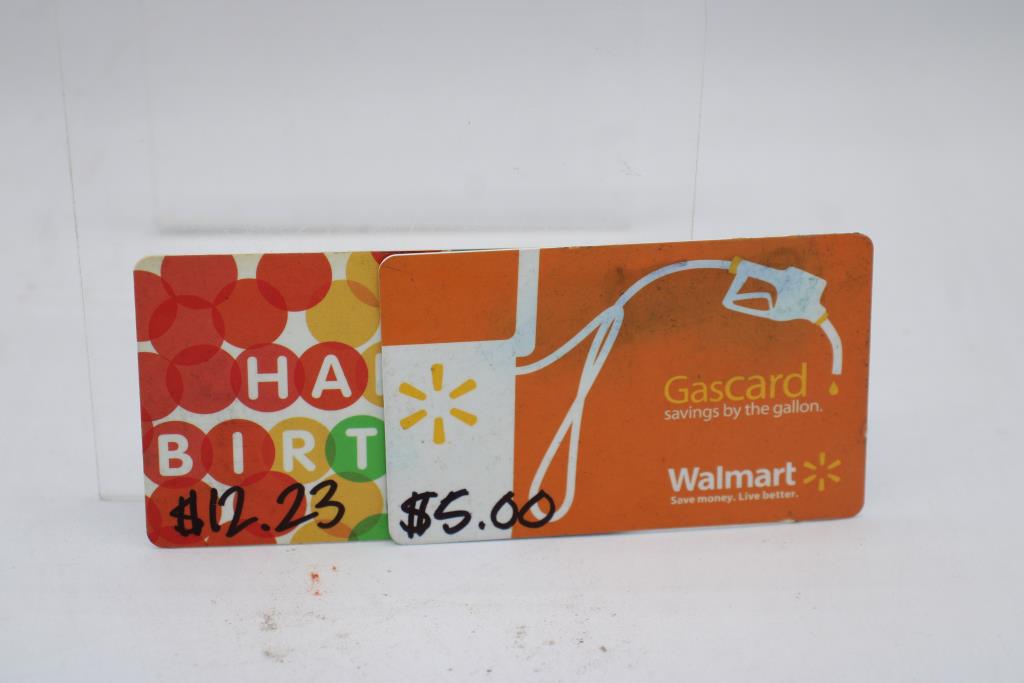 HA
BIRT
$12.23
$5.00
Gascard
savings by the gallon.
Walmart
Save money. Live better.